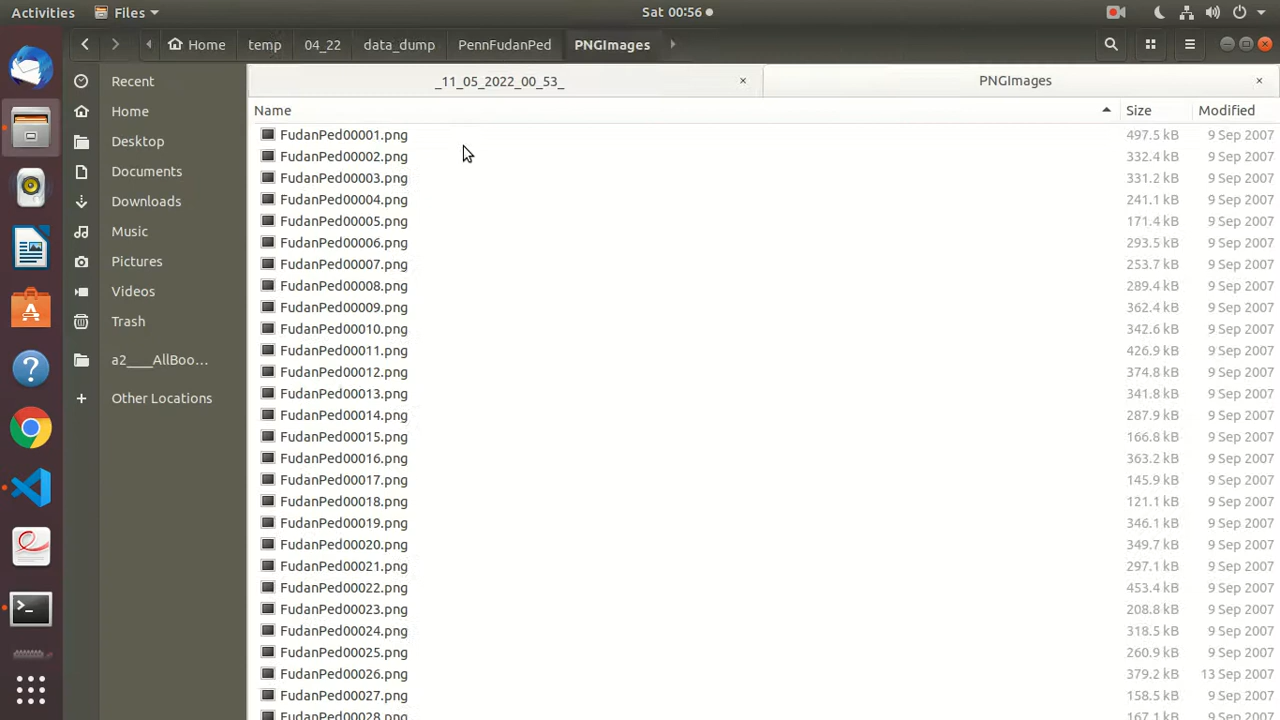 Activities Files Sat 00:56
Home temp 04_22 data_dump PennFudanPed PNGImages
Recent
Home
Desktop
Documents
Downloads
Music
Pictures
Videos
Trash
a2____AllBoo...
Other Locations
_11_05_2022_00_53_ × PNGImages ×
Name Size Modified
FudanPed00001.png 497.5 kB 9 Sep 2007
FudanPed00002.png 332.4 kB 9 Sep 2007
FudanPed00003.png 331.2 kB 9 Sep 2007
FudanPed00004.png 241.1 kB 9 Sep 2007
FudanPed00005.png 171.4 kB 9 Sep 2007
FudanPed00006.png 293.5 kB 9 Sep 2007
FudanPed00007.png 253.7 kB 9 Sep 2007
FudanPed00008.png 289.4 kB 9 Sep 2007
FudanPed00009.png 362.4 kB 9 Sep 2007
FudanPed00010.png 342.6 kB 9 Sep 2007
FudanPed00011.png 426.9 kB 9 Sep 2007
FudanPed00012.png 374.8 kB 9 Sep 2007
FudanPed00013.png 341.8 kB 9 Sep 2007
FudanPed00014.png 287.9 kB 9 Sep 2007
FudanPed00015.png 166.8 kB 9 Sep 2007
FudanPed00016.png 363.2 kB 9 Sep 2007
FudanPed00017.png 145.9 kB 9 Sep 2007
FudanPed00018.png 121.1 kB 9 Sep 2007
FudanPed00019.png 346.1 kB 9 Sep 2007
FudanPed00020.png 349.7 kB 9 Sep 2007
FudanPed00021.png 297.1 kB 9 Sep 2007
FudanPed00022.png 453.4 kB 9 Sep 2007
FudanPed00023.png 208.8 kB 9 Sep 2007
FudanPed00024.png 318.5 kB 9 Sep 2007
FudanPed00025.png 260.9 kB 9 Sep 2007
FudanPed00026.png 379.2 kB 13 Sep 2007
FudanPed00027.png 158.5 kB 9 Sep 2007
FudanPed00028.png 167.1 kB 9 Sep 2007